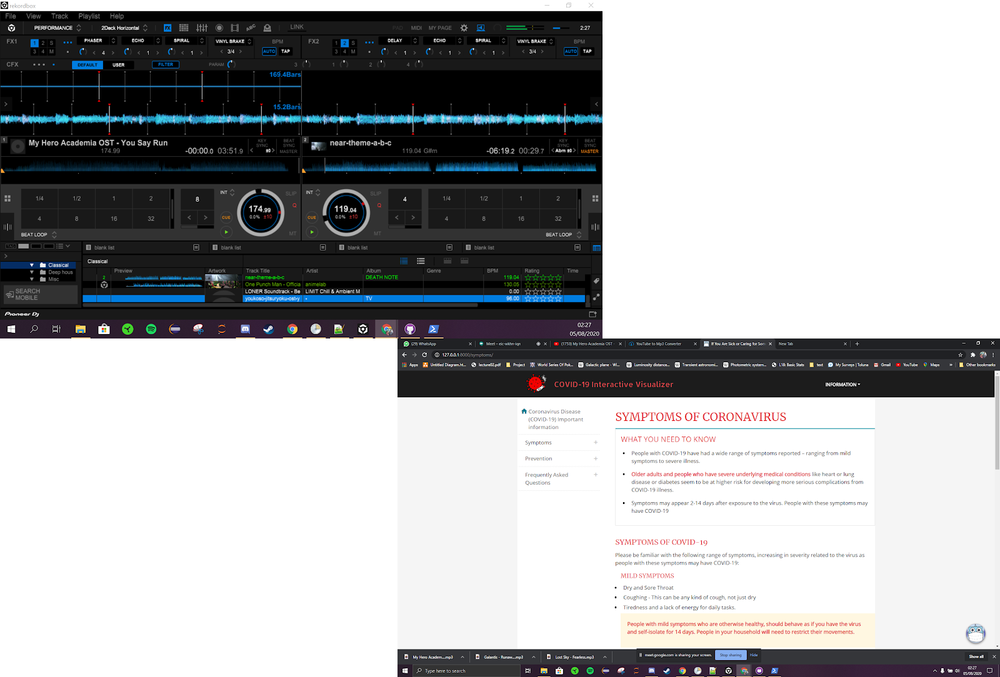 rekordbox
File View Track Playlist Help
PERFORMANCE 2Deck Horizontal FX ABC LINK PAD MIDI MY PAGE 2:27
FX1 1 2 S PHASER ECHO SPIRAL VINYL BRAKE BPM FX2 1 2 S DELAY ECHO SPIRAL VINYL BRAKE BPM
3 4 M < 4 > < 1 > < 1 > < 3/4 > AUTO TAP 3 4 M < 1 > < 1 > < 1 > < 3/4 > AUTO TAP
CFX DEFAULT USER FILTER PARAM 3 1 2 4
169.4Bars
15.2Bars
1 My Hero Academia OST - You Say Run KEY SYNC BEAT SYNC 2 near-theme-a-b-c KEY SYNC BEAT SYNC
174.99 -00:00.0 03:51.9 < ±0 > MASTER 119.04 G#m -06:19.2 00:29.7 < Abm ±0 > MASTER
1/4 1/2 1 2 8 INT SLIP INT SLIP 4 1/4 1/2 1 2
174.99 Q 119.04 Q
4 8 16 32 < > CUE 0.0% ±10 CUE 0.0% ±10 < > 4 8 16 32
BEAT LOOP MT MT BEAT LOOP
TAG blank list blank list blank list blank list
Classical
Classical
Deep hous
Misc
SEARCH MOBILE
Preview Artwork Track Title Artist Album Genre BPM Rating Time
2 near-theme-a-b-c DEATH NOTE 119.04
One Punch Man - Officia animelab 130.05
LONER Soundtrack - Be LIMIT Chill & Ambient M 0.00
youkoso-jitsuryoku-ost-y - TV 96.00
Pioneer Dj
02:27
05/08/2020
(29) WhatsApp Meet – eic-wkhn-iqn (1753) My Hero Academia OST - YouTube to Mp3 Converter If You Are Sick or Caring for Som New Tab
127.0.0.1:8000/symptoms/
Apps Untitled Diagram.ht... lecture02.pdf Project World Series Of Pok... Galactic plane - Wi... Luminosity distance... Transient astronomi... Photometric system... L18: Basic Stats text My Surveys | Toluna Gmail YouTube Maps » Other bookmarks
COVID-19 Interactive Visualizer INFORMATION
Coronavirus Disease
(COVID-19) Important
information
Symptoms +
Prevention +
Frequently Asked +
Questions
SYMPTOMS OF CORONAVIRUS
WHAT YOU NEED TO KNOW
People with COVID-19 have had a wide range of symptoms reported – ranging from mild
symptoms to severe illness.
Older adults and people who have severe underlying medical conditions like heart or lung
disease or diabetes seem to be at higher risk for developing more serious complications from
COVID-19 illness.
Symptoms may appear 2-14 days after exposure to the virus. People with these symptoms may
have COVID-19
SYMPTOMS OF COVID-19
Please be familiar with the following range of symptoms, increasing in severity related to the virus as
people with these symptoms may have COVID-19:
MILD SYMPTOMS
Dry and Sore Throat
Coughing - This can be any kind of cough, not just dry
Tiredness and a lack of energy for daily tasks.
People with mild symptoms who are otherwise healthy, should behave as if you have the virus
and self-isolate for 14 days. People in your household will need to restrict their movements.
My Hero Academ....mp3 Galantis - Runaw....mp3 Lost Sky - Fearless.mp3 meet.google.com is sharing your screen. Stop sharing Hide Show all
Type here to search 02:27
05/08/2020